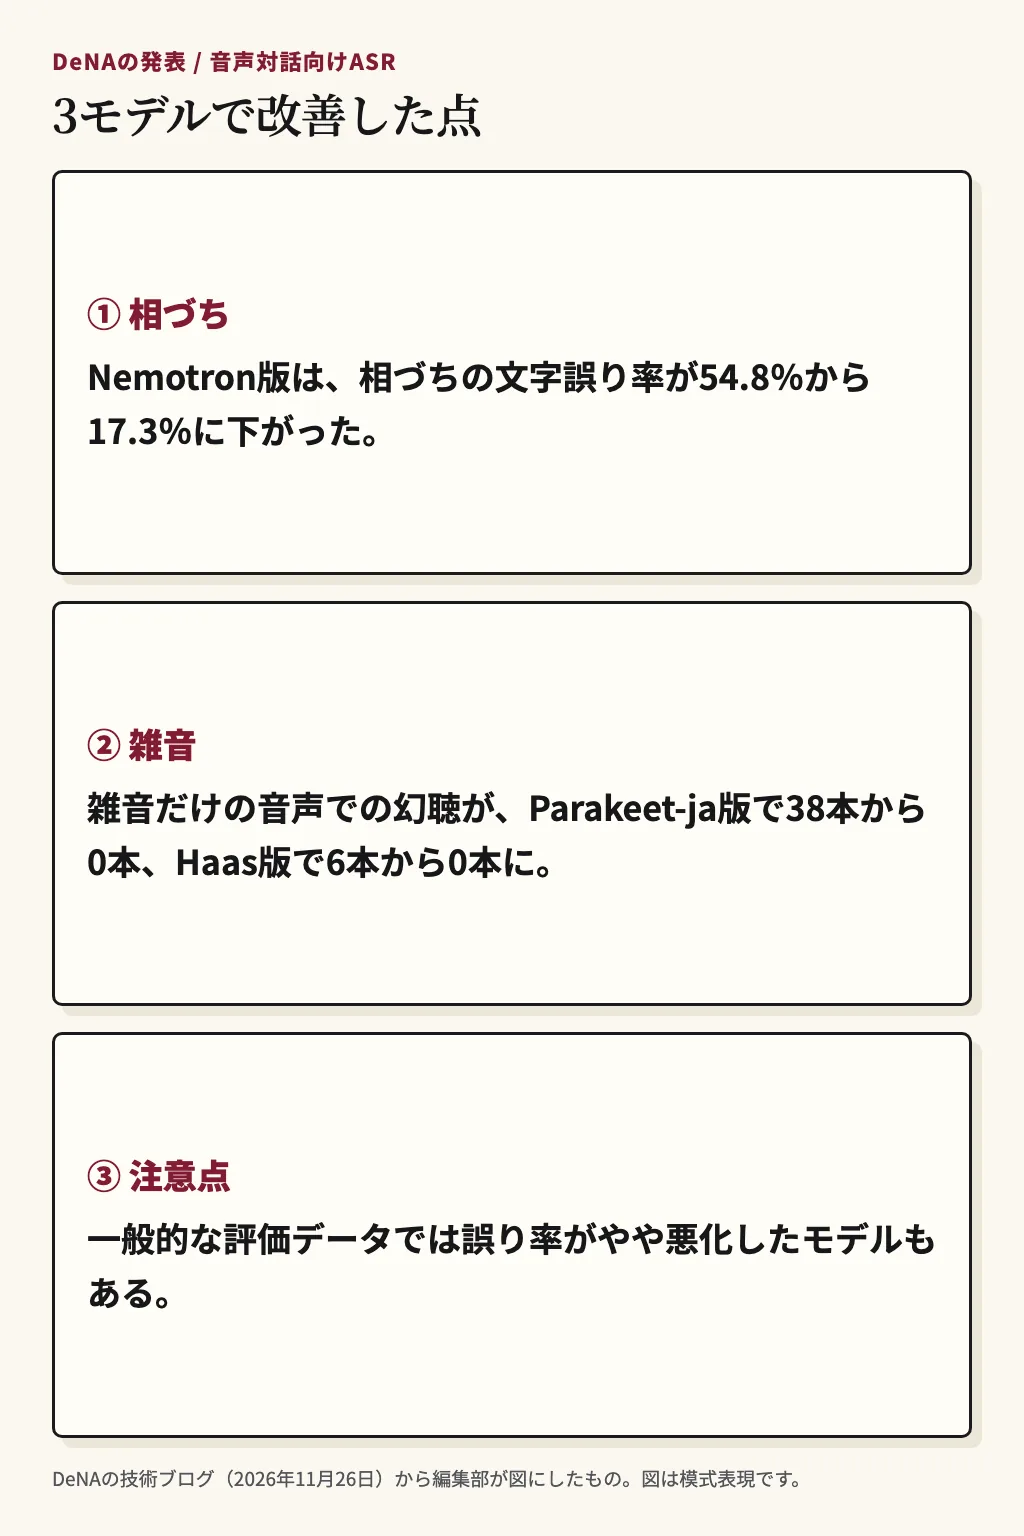 DeNAの発表 / 音声対話向けASR
3モデルで改善した点
① 相づち
Nemotron版は、相づちの文字誤り率が54.8%から
17.3%に下がった。
② 雑音
雑音だけの音声での幻聴が、Parakeet-ja版で38本から
0本、Haas版で6本から0本に。
③ 注意点
一般的な評価データでは誤り率がやや悪化したモデルも
ある。
DeNAの技術ブログ（2026年11月26日）から編集部が図にしたもの。図は模式表現です。